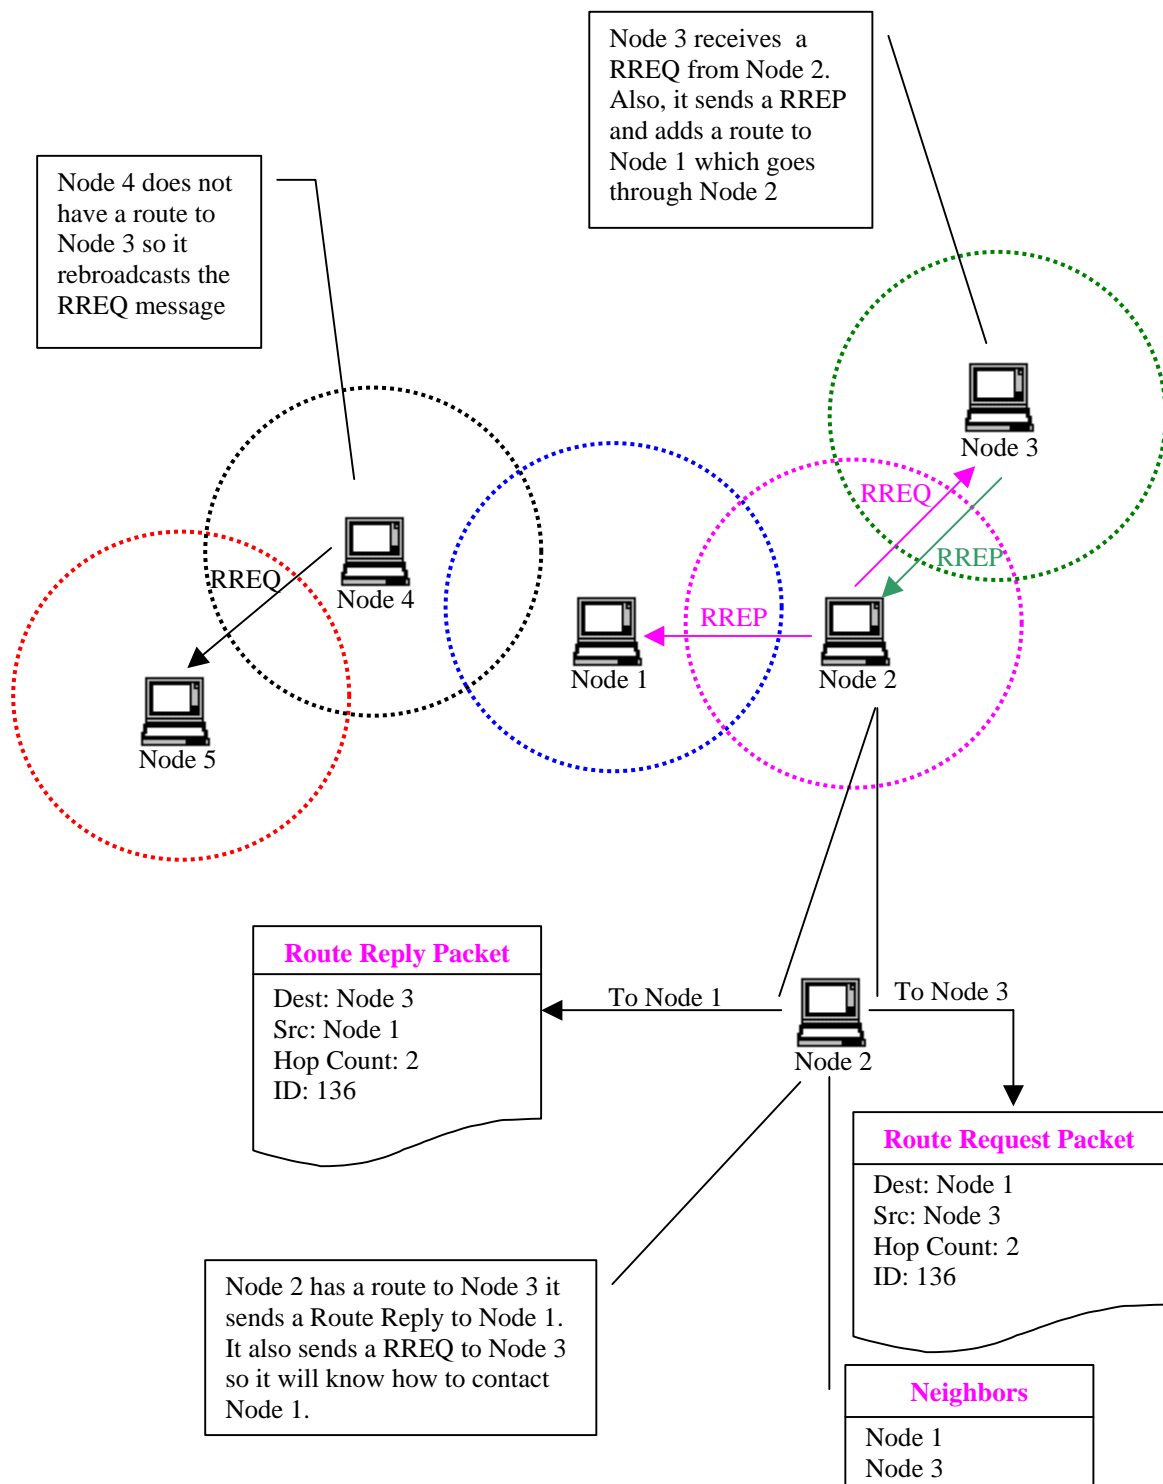 Node 3 receives a
RREQ from Node 2.
Also, it sends a RREP
and adds a route to
Node 1 which goes
through Node 2
Node 4 does not
have a route to
Node 3 so it
rebroadcasts the
RREQ message
Node 3
RREQ
RREP
RREQ
Node 4
RREP
Node 1
Node 2
Node 5
Route Reply Packet
Dest: Node 3
Src: Node 1
Hop Count: 2
ID: 136
To Node 1
To Node 3
Node 2
Route Request Packet
Dest: Node 1
Src: Node 3
Hop Count: 2
ID: 136
Node 2 has a route to Node 3 it
sends a Route Reply to Node 1.
It also sends a RREQ to Node 3
so it will know how to contact
Node 1.
Neighbors
Node 1
Node 3